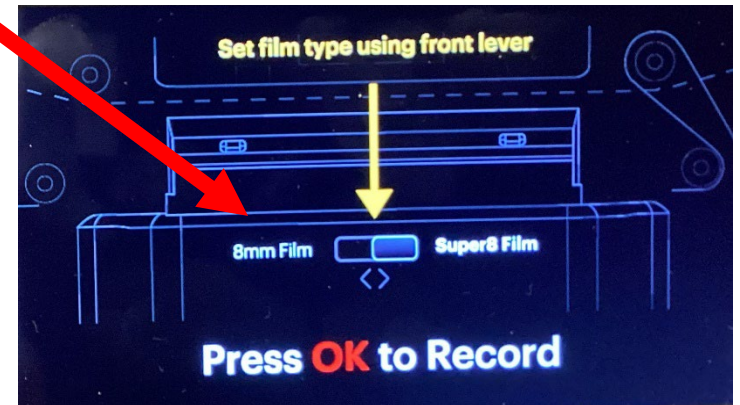 Set film type using front lever
8mm Film Super8 Film
< >
Press OK to Record